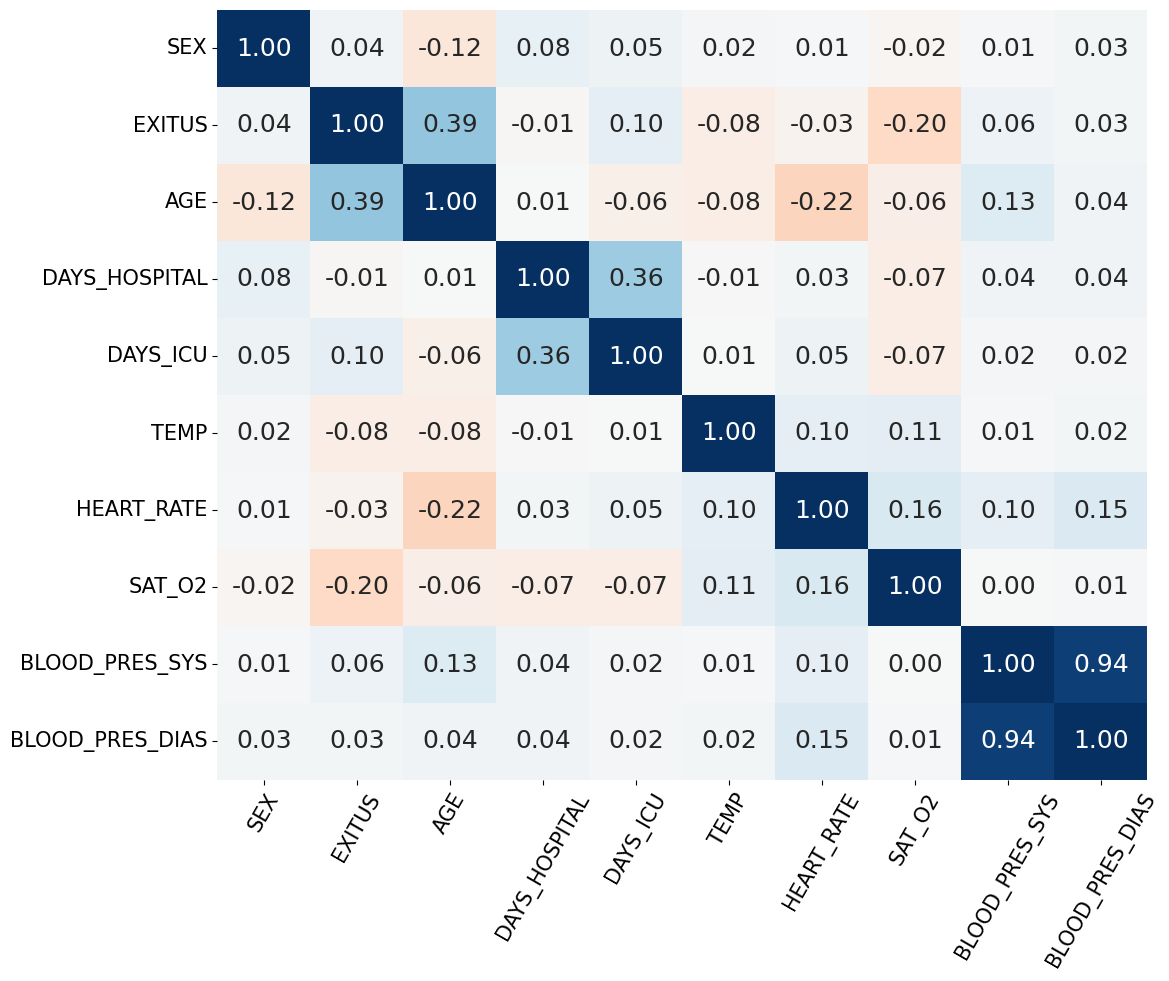 SEX 1.00 0.04 -0.12 0.08 0.05 0.02 0.01 -0.02 0.01 0.03
EXITUS 0.04 1.00 0.39 -0.01 0.10 -0.08 -0.03 -0.20 0.06 0.03
AGE -0.12 0.39 1.00 0.01 -0.06 -0.08 -0.22 -0.06 0.13 0.04
DAYS_HOSPITAL 0.08 -0.01 0.01 1.00 0.36 -0.01 0.03 -0.07 0.04 0.04
DAYS_ICU 0.05 0.10 -0.06 0.36 1.00 0.01 0.05 -0.07 0.02 0.02
TEMP 0.02 -0.08 -0.08 -0.01 0.01 1.00 0.10 0.11 0.01 0.02
HEART_RATE 0.01 -0.03 -0.22 0.03 0.05 0.10 1.00 0.16 0.10 0.15
SAT_O2 -0.02 -0.20 -0.06 -0.07 -0.07 0.11 0.16 1.00 0.00 0.01
BLOOD_PRES_SYS 0.01 0.06 0.13 0.04 0.02 0.01 0.10 0.00 1.00 0.94
BLOOD_PRES_DIAS 0.03 0.03 0.04 0.04 0.02 0.02 0.15 0.01 0.94 1.00
SEX EXITUS AGE DAYS_HOSPITAL DAYS_ICU TEMP HEART_RATE SAT_O2 BLOOD_PRES_SYS BLOOD_PRES_DIAS